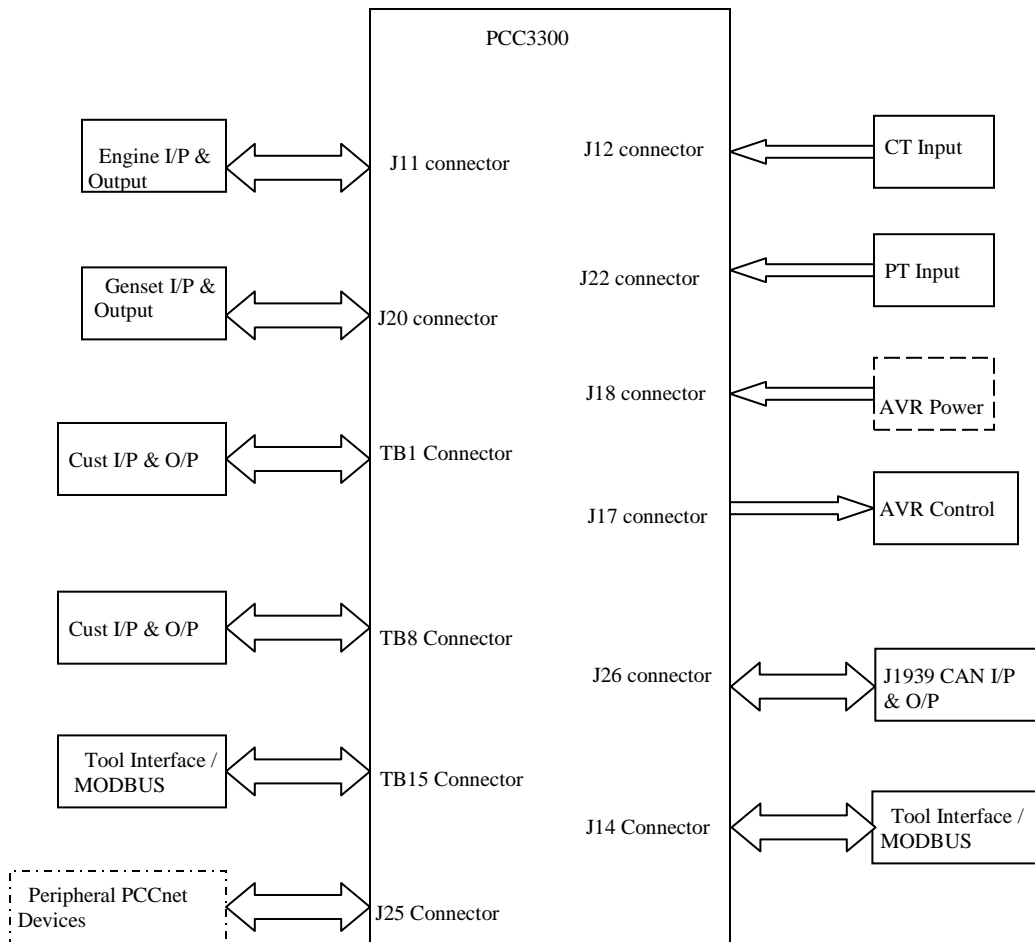 PCC3300
Engine I/P &
Output
J11 connector
J12 connector
CT Input
Genset I/P &
Output
J20 connector
J22 connector
PT Input
J18 connector
AVR Power
Cust I/P & O/P
TB1 Connector
J17 connector
AVR Control
Cust I/P & O/P
TB8 Connector
J26 connector
J1939 CAN I/P
& O/P
Tool Interface /
MODBUS
TB15 Connector
J14 Connector
Tool Interface /
MODBUS
Peripheral PCCnet
Devices
J25 Connector